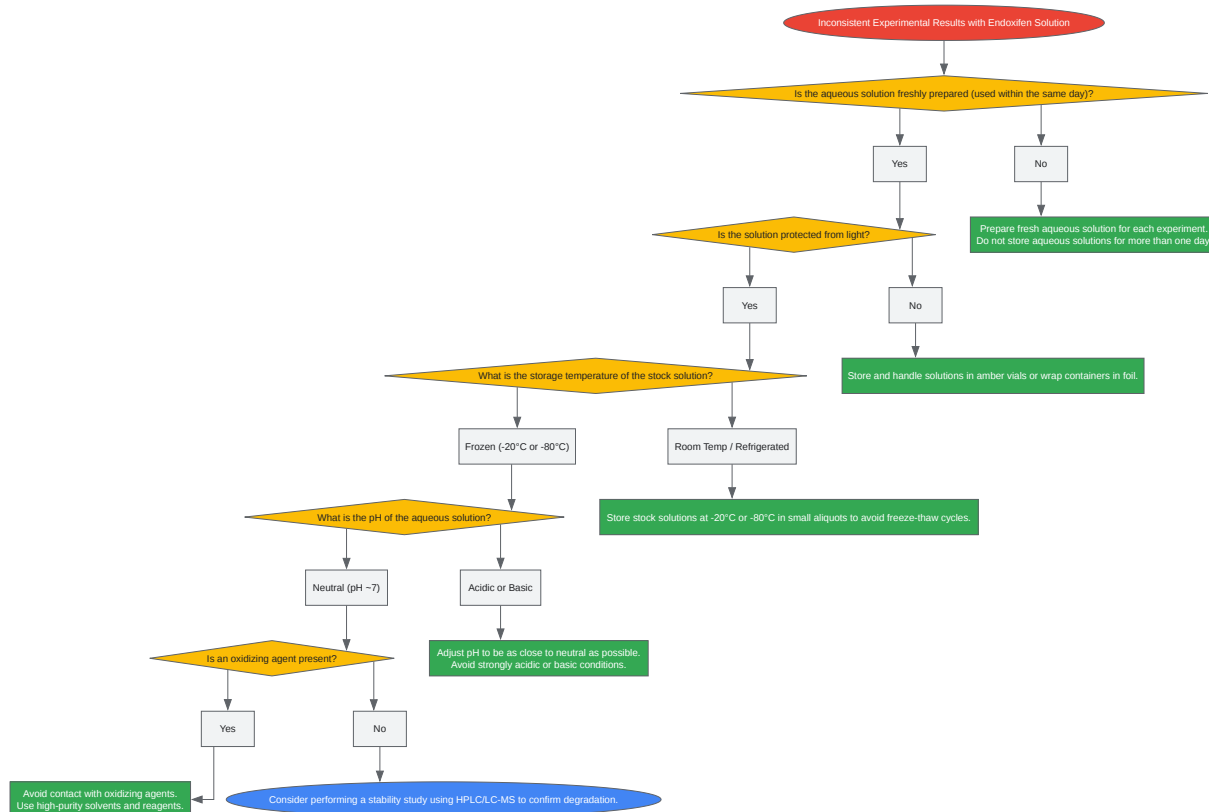 Inconsistent Experimental Results with Endoxifen Solution
Is the aqueous solution freshly prepared (used within the same day)?
Yes
No
Prepare fresh aqueous solution for each experiment.
Do not store aqueous solutions for more than one day
Is the solution protected from light?
Yes
No
Store and handle solutions in amber vials or wrap containers in foil.
What is the storage temperature of the stock solution?
Frozen (-20°C or -80°C)
Room Temp / Refrigerated
Store stock solutions at -20°C or -80°C in small aliquots to avoid freeze-thaw cycles.
What is the pH of the aqueous solution?
Neutral (pH ~7)
Acidic or Basic
Adjust pH to be as close to neutral as possible.
Avoid strongly acidic or basic conditions.
Is an oxidizing agent present?
Yes
No
Avoid contact with oxidizing agents.
Use high-purity solvents and reagents.
Consider performing a stability study using HPLC/LC-MS to confirm degradation.